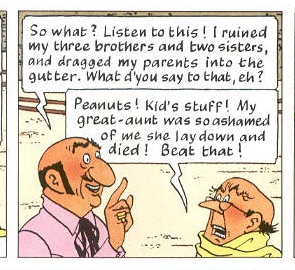 So what? Listen to this! I ruined
my three brothers and two sisters,
and dragged my parents into the
gutter. What d'you say to that, eh?
Peanuts! Kid's stuff! My
great-aunt was so ashamed
of me she lay down and
died! Beat that!